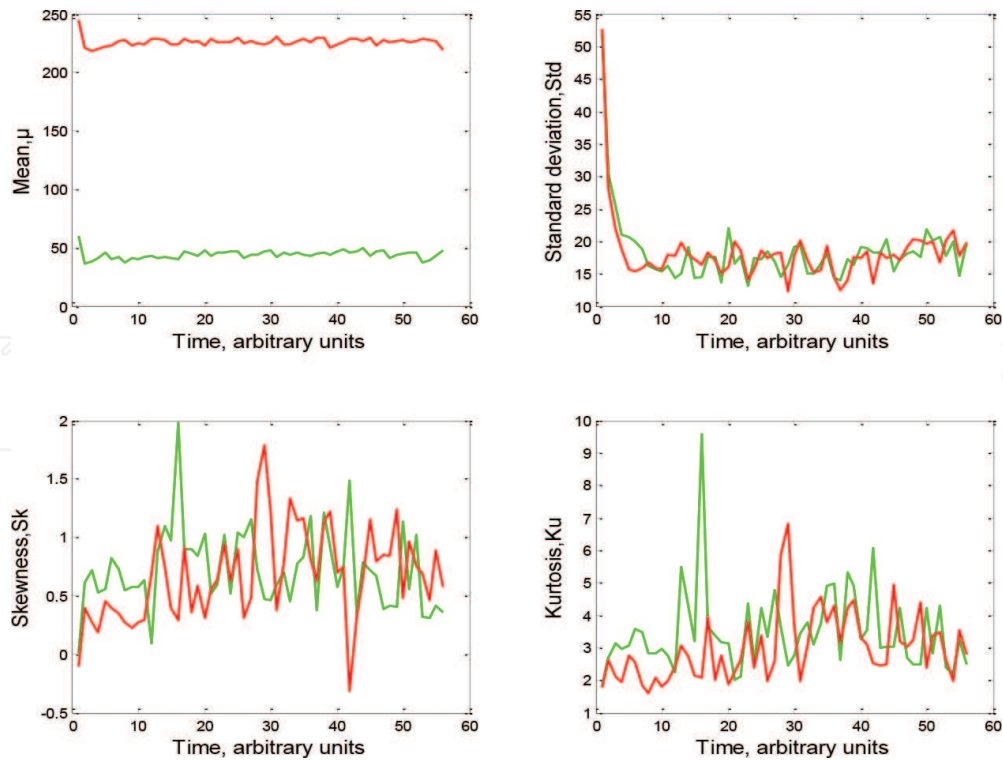 Mean,µ
250
200
150
100
50
0
0 10 20 30 40 50 60
Time, arbitrary units
Standard deviation,Std
55
50
45
40
35
30
25
20
15
10
0 10 20 30 40 50 60
Time, arbitrary units
Skewness,Sk
2
1.5
1
0.5
0
-0.5
0 10 20 30 40 50 60
Time, arbitrary units
Kurtosis,Ku
10
9
8
7
6
5
4
3
2
1
0 10 20 30 40 50 60
Time, arbitrary units